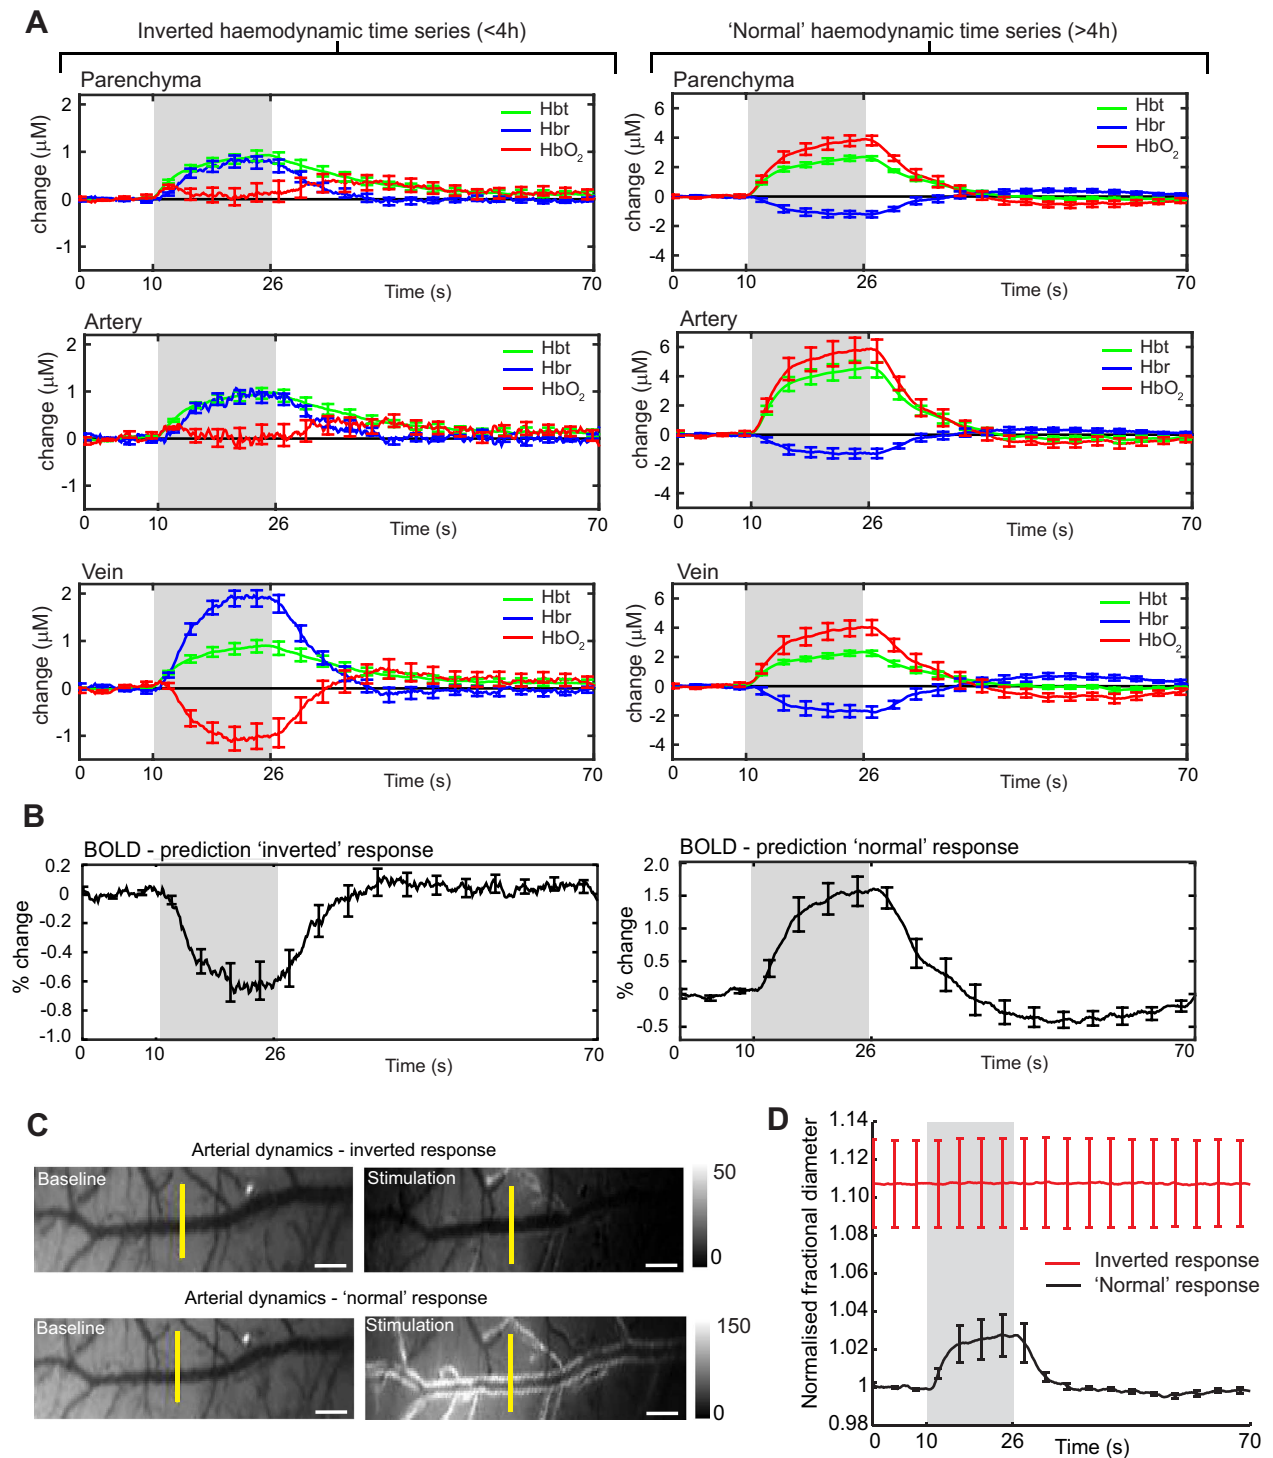 A
Inverted haemodynamic time series (<4h)
'Normal' haemodynamic time series (>4h)
Parenchyma
change (μM)
2
1
0
-1
Hbt
Hbr
HbO2
0 10 26 Time (s) 70
Parenchyma
change (μM)
6
4
2
0
-2
-4
Hbt
Hbr
HbO2
0 10 26 Time (s) 70
Artery
change (μM)
2
1
0
-1
Hbt
Hbr
HbO2
0 10 26 Time (s) 70
Artery
change (μM)
6
4
2
0
-2
-4
Hbt
Hbr
HbO2
0 10 26 Time (s) 70
Vein
change (μM)
2
1
0
-1
Hbt
Hbr
HbO2
0 10 26 Time (s) 70
Vein
change (μM)
6
4
2
0
-2
-4
Hbt
Hbr
HbO2
0 10 26 Time (s) 70
B
BOLD - prediction 'inverted' response
% change
0.2
0
-0.2
-0.4
-0.6
-0.8
-1.0
0 10 26 Time (s) 70
BOLD - prediction 'normal' response
% change
2.0
1.5
1.0
0.5
0
-0.5
0 10 26 Time (s) 70
C
Arterial dynamics - inverted response
Baseline
Stimulation
50
0
Arterial dynamics - 'normal' response
Baseline
Stimulation
150
0
D
Normalised fractional diameter
1.14
1.12
1.10
1.08
1.06
1.04
1.02
1
0.98
Inverted response
'Normal' response
0 10 26 Time (s) 70